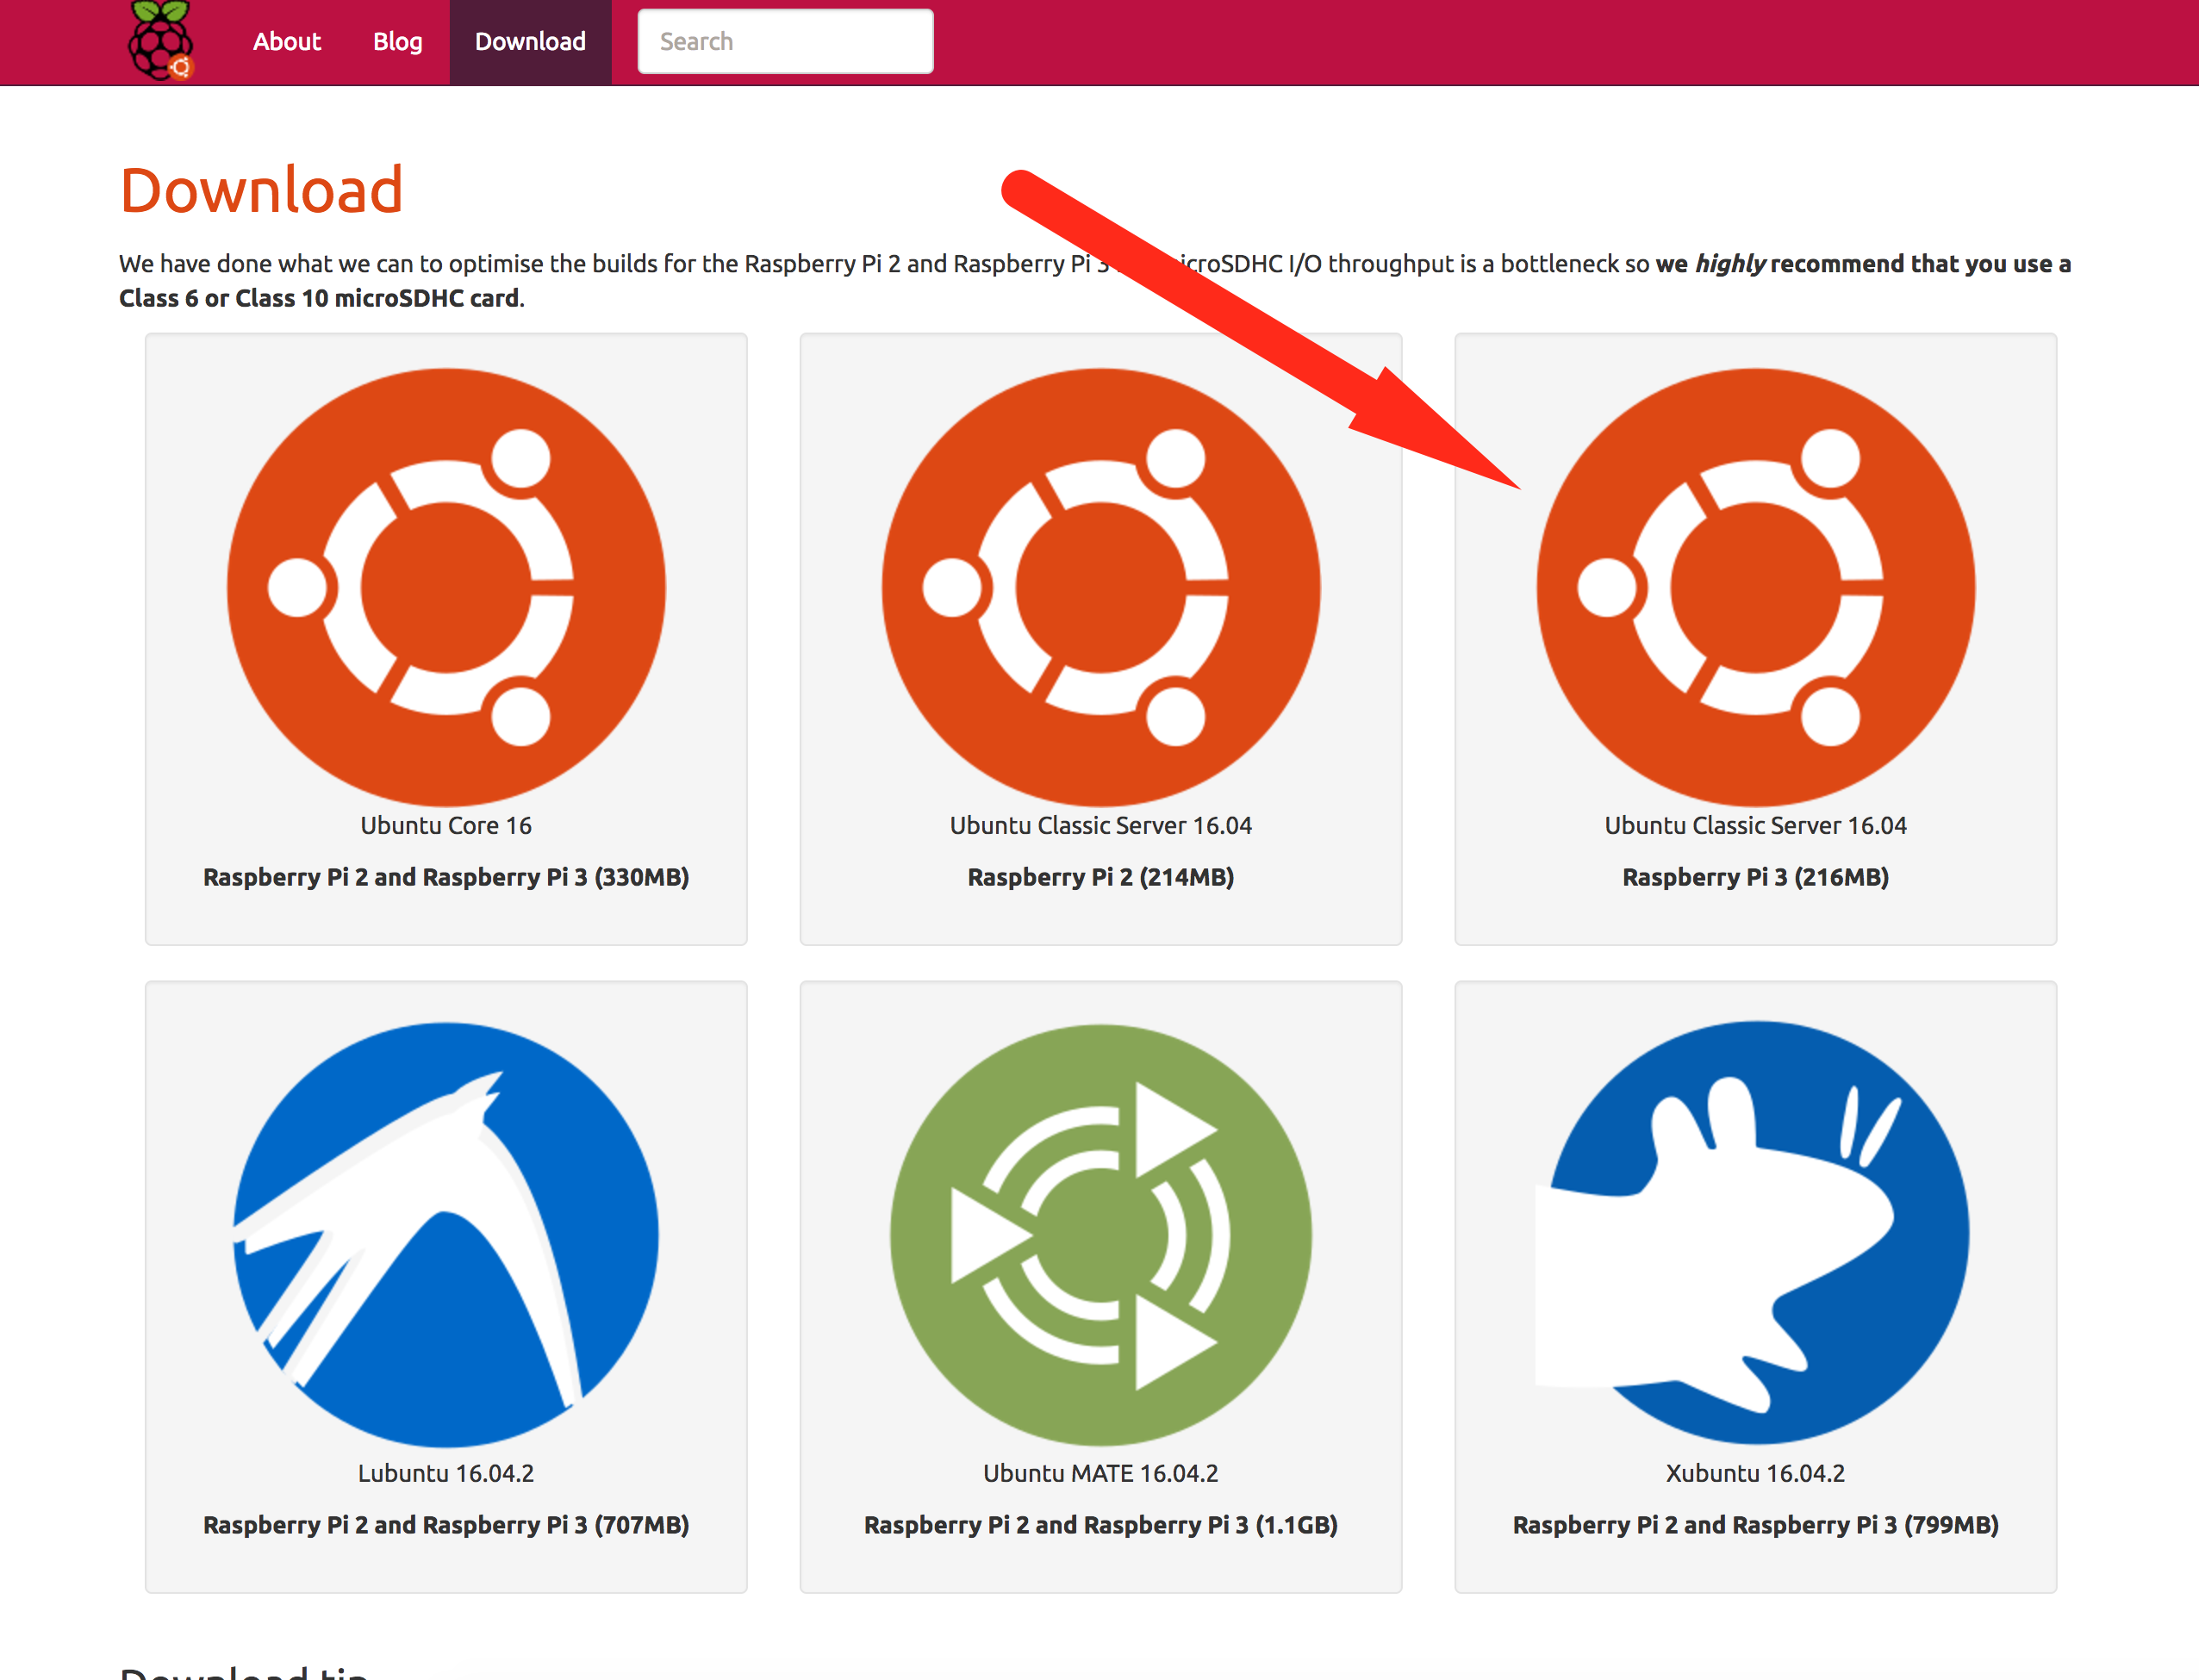 About Blog Download Search
Download
We have done what we can to optimise the builds for the Raspberry Pi 2 and Raspberry Pi 3 icroSDHC I/O throughput is a bottleneck so we highly recommend that you use a
Class 6 or Class 10 microSDHC card.
Ubuntu Core 16
Raspberry Pi 2 and Raspberry Pi 3 (330MB)
Ubuntu Classic Server 16.04
Raspberry Pi 2 (214MB)
Ubuntu Classic Server 16.04
Raspberry Pi 3 (216MB)
Lubuntu 16.04.2
Raspberry Pi 2 and Raspberry Pi 3 (707MB)
Ubuntu MATE 16.04.2
Raspberry Pi 2 and Raspberry Pi 3 (1.1GB)
Xubuntu 16.04.2
Raspberry Pi 2 and Raspberry Pi 3 (799MB)
Download tip